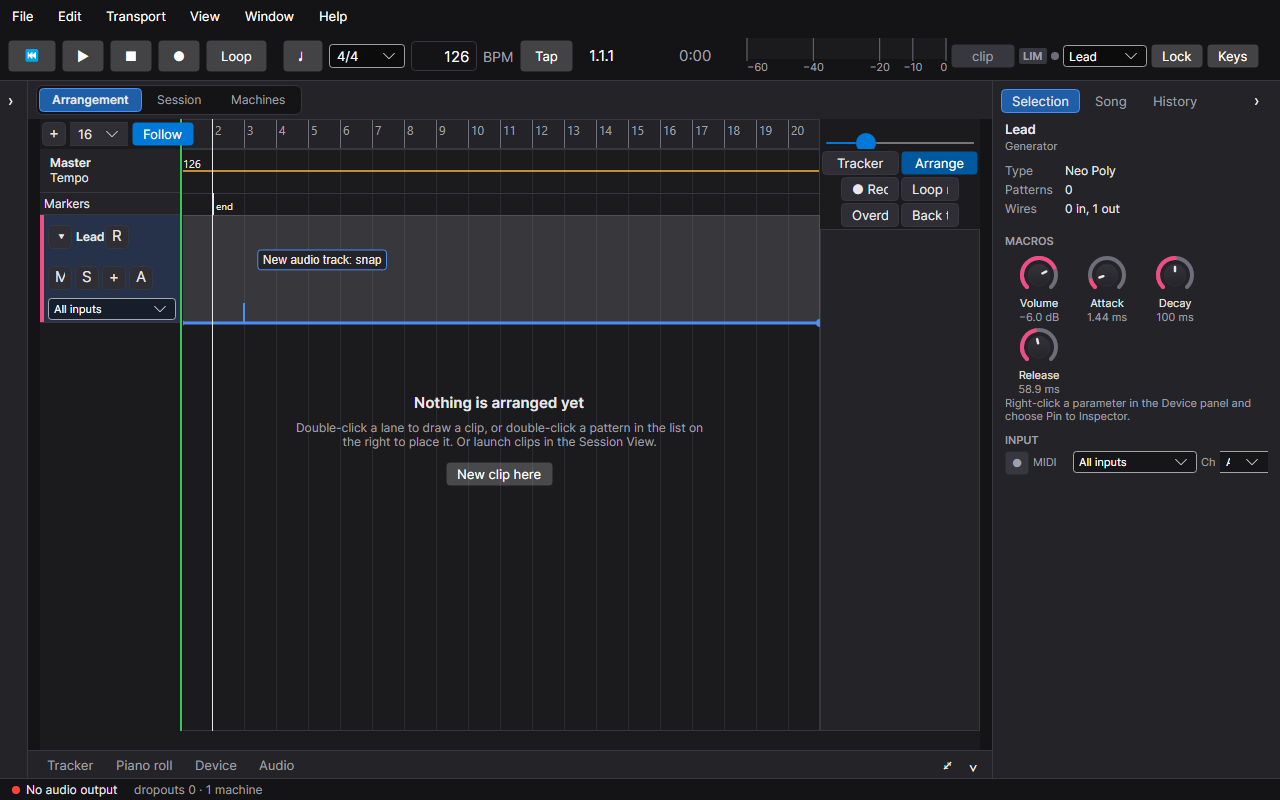 File Edit Transport View Window Help
Loop 4/4 126 BPM Tap 1.1.1 0:00 −60 −40 −20 −10 0 clip LIM Lead Lock Keys
Arrangement Session Machines
+ 16 Follow 2 3 4 5 6 7 8 9 10 11 12 13 14 15 16 17 18 19 20
Master
Tempo
126
Markers
end
Lead R
M S + A
All inputs
New audio track: snap
Nothing is arranged yet
Double-click a lane to draw a clip, or double-click a pattern in the list on
the right to place it. Or launch clips in the Session View.
New clip here
Tracker Arrange
Rec Loop
Overd Back
Selection Song History
Lead
Generator
Type Neo Poly
Patterns 0
Wires 0 in, 1 out
MACROS
Volume Attack Decay
−6.0 dB 1.44 ms 100 ms
Release
58.9 ms
Right-click a parameter in the Device panel and
choose Pin to Inspector.
INPUT
MIDI All inputs Ch
Tracker Piano roll Device Audio
No audio output dropouts 0 · 1 machine